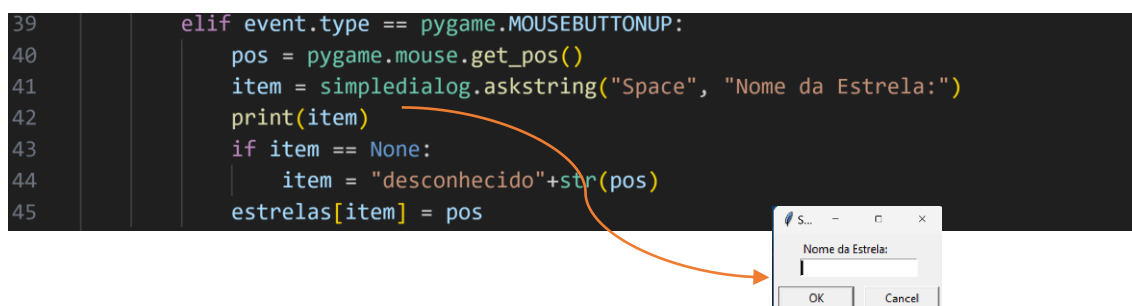 39 elif event.type == pygame.MOUSEBUTTONUP:
40 pos = pygame.mouse.get_pos()
41 item = simpledialog.askstring("Space", "Nome da Estrela:")
42 print(item)
43 if item == None:
44 item = "desconhecido"+str(pos)
45 estrelas[item] = pos
S...
Nome da Estrela:
OK Cancel